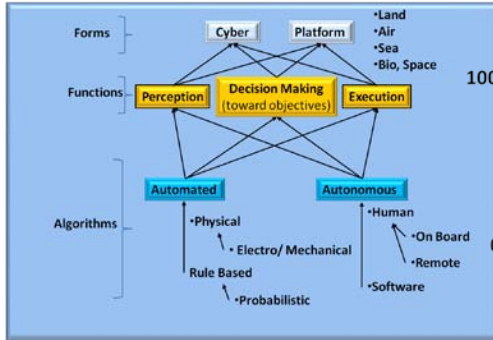 Forms
Cyber
Platform
•Land
•Air
•Sea
•Bio, Space
Functions
Perception
Decision Making
(toward objectives)
Execution
100
Algorithms
Automated
Autonomous
•Physical
•Electro/ Mechanical
Rule Based
•Probabilistic
•Human
•On Board
•Remote
•Software